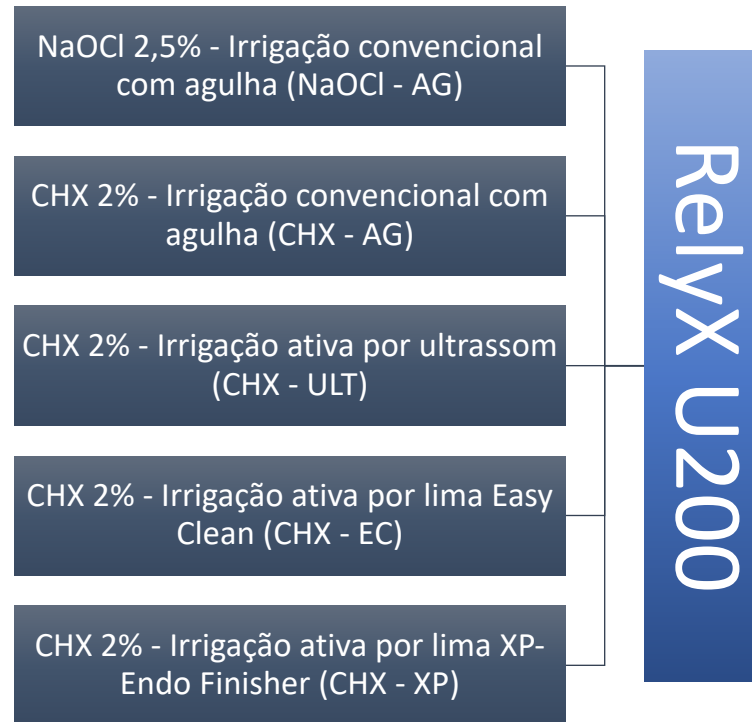 NaOCl 2,5% - Irrigação convencional
com agulha (NaOCl - AG)
CHX 2% - Irrigação convencional com
agulha (CHX - AG)
CHX 2% - Irrigação ativa por ultrassom
(CHX - ULT)
CHX 2% - Irrigação ativa por lima Easy
Clean (CHX - EC)
CHX 2% - Irrigação ativa por lima XP-
Endo Finisher (CHX - XP)
RelyX U200